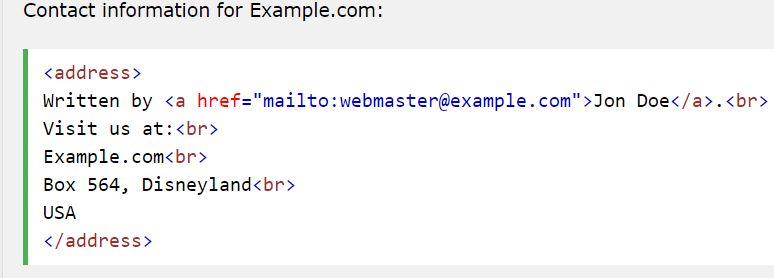 Contact information for Example.com:
<address>
Written by <a href="mailto:webmaster@example.com">Jon Doe</a>.<br>
Visit us at:<br>
Example.com<br>
Box 564, Disneyland<br>
USA
</address>